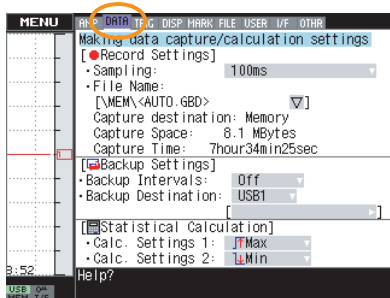 MENU
AMP DATA TRIG DISP MARK FILE USER I/F OTHR
Making data capture/calculation settings
[●Record Settings]
・Sampling: 100ms
・File Name:
[\MEM\<AUTO.GBD> ▽]
Capture destination: Memory
Capture Space: 8.1 MBytes
Capture Time: 7hour34min25sec
[Backup Settings]
・Backup Intervals: Off
・Backup Destination: USB1
[ ]
[Statistical Calculation]
・Calc. Settings 1: Max
・Calc. Settings 2: Min
Help?
3:52
USB